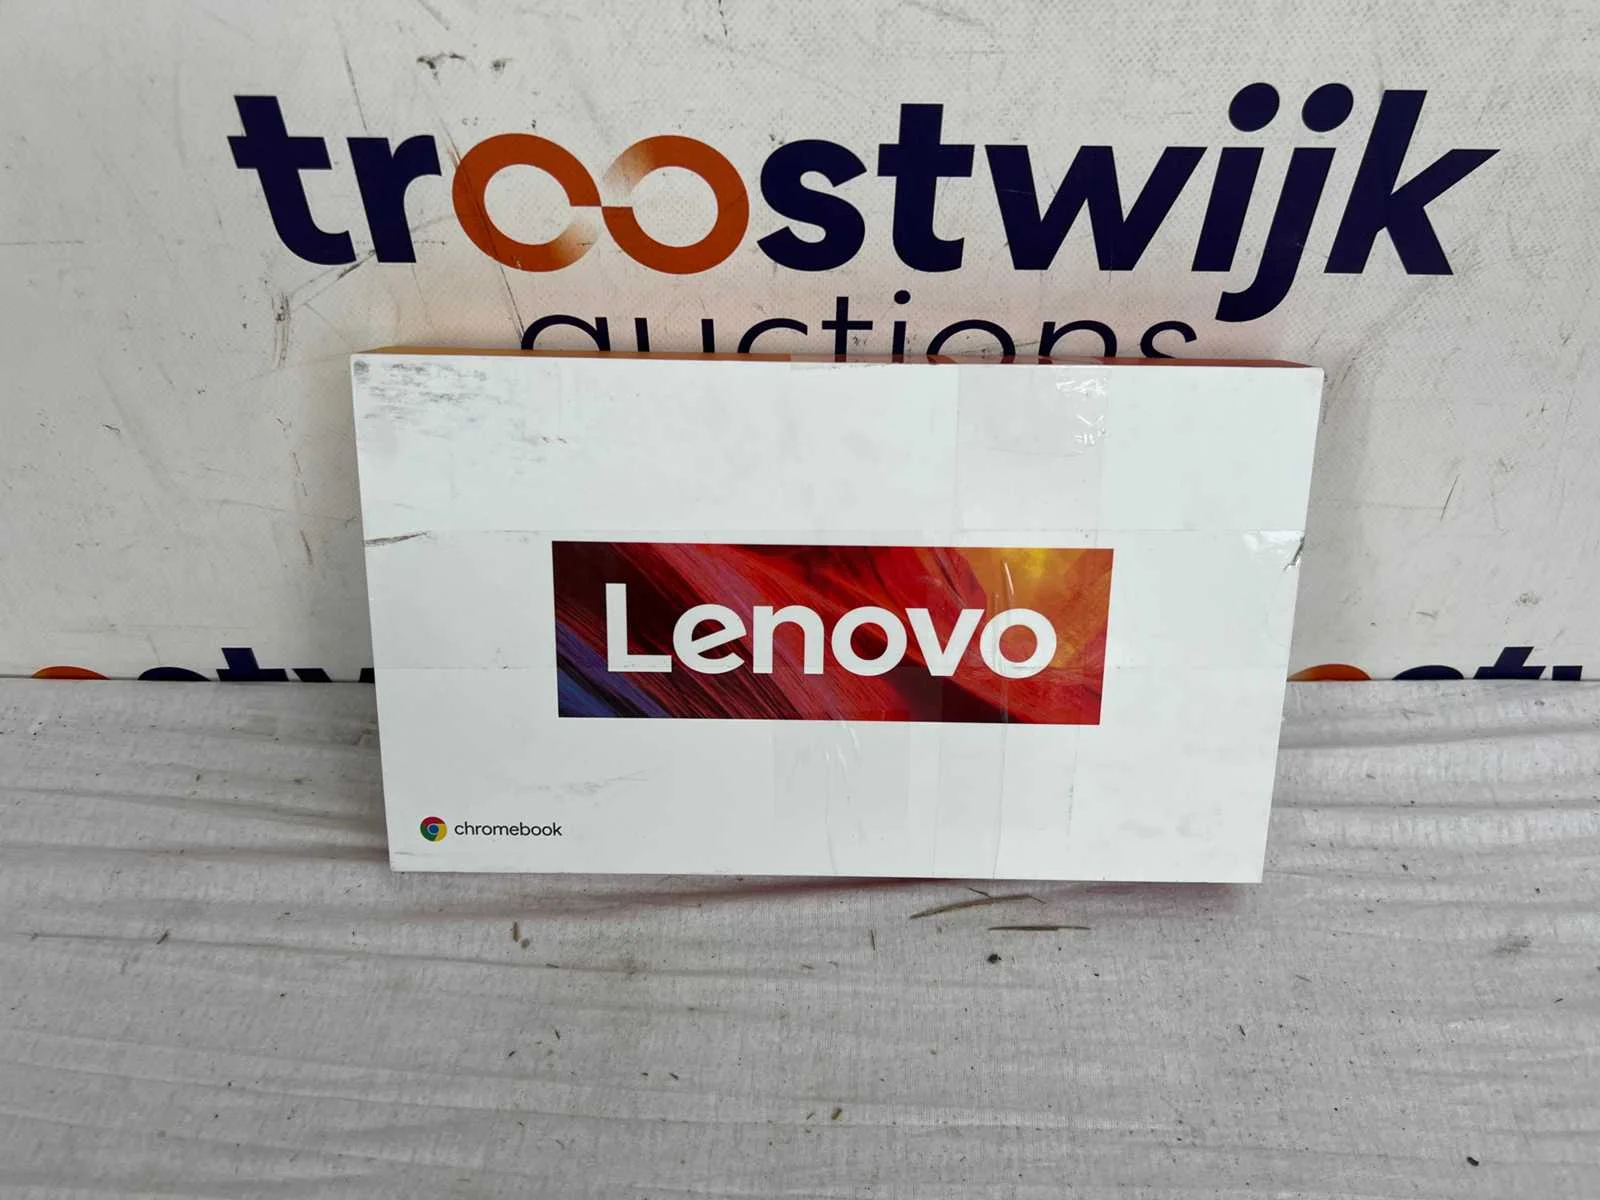 troostwijk
auctions
Lenovo
chromebook